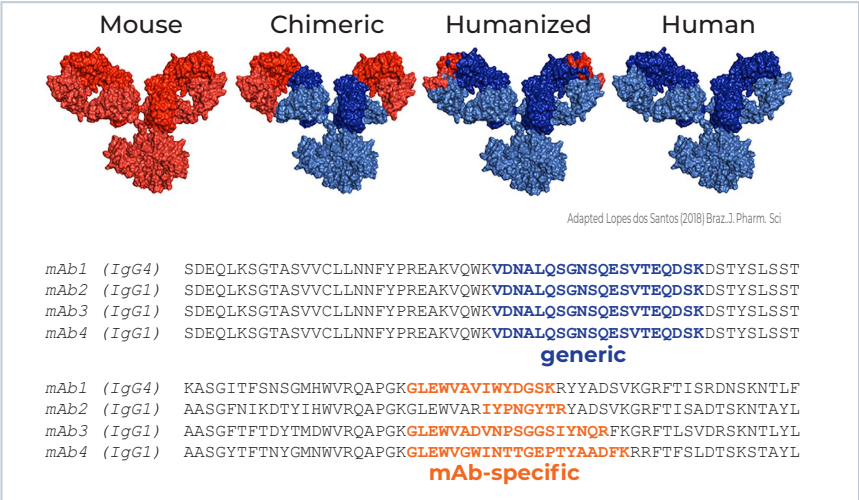 Mouse Chimeric Humanized Human
Adapted Lopes dos Santos (2018) Braz.J. Pharm. Sci
mAb1 (IgG4) SDEQLKSGTASVVCLLNNFYPREAKVQWKVDNALQSGNSQESVTEQDSKDSTYSLSST
mAb2 (IgG1) SDEQLKSGTASVVCLLNNFYPREAKVQWKVDNALQSGNSQESVTEQDSKDSTYSLSST
mAb3 (IgG1) SDEQLKSGTASVVCLLNNFYPREAKVQWKVDNALQSGNSQESVTEQDSKDSTYSLSST
mAb4 (IgG1) SDEQLKSGTASVVCLLNNFYPREAKVQWKVDNALQSGNSQESVTEQDSKDSTYSLSST
generic
mAb1 (IgG4) KASGITFSNSGMHWVRQAPGKGLEWVAVIWYDGSKRYYADSVKGRFTISRDNSKNTLF
mAb2 (IgG1) AASGFNIKDTYIHWVRQAPGKGLEWVARIYPNGYTRYADSVKGRFTISADTSKNTAYL
mAb3 (IgG1) AASGFTFTDYTMDWVRQAPGKGLEWVADVNPSGGSIYNQRFKGRFTLSVDRSKNTLYL
mAb4 (IgG1) AASGYTFTNYGMNWVRQAPGKGLEWVGWINTTGEPTYAADFKRRFTFSLDTSKSTAYL
mAb-specific